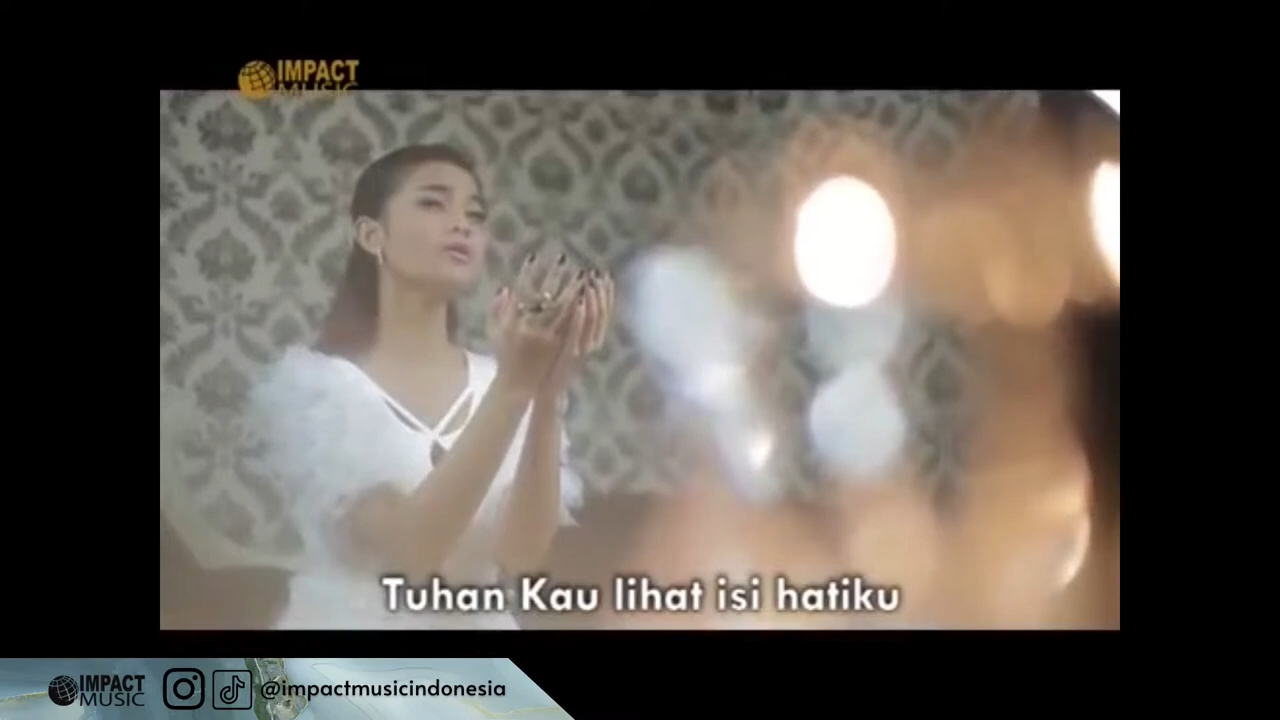 IMPACT
MUSIC
Tuhan Kau lihat isi hatiku
IMPACT
MUSIC
@impactmusicindonesia